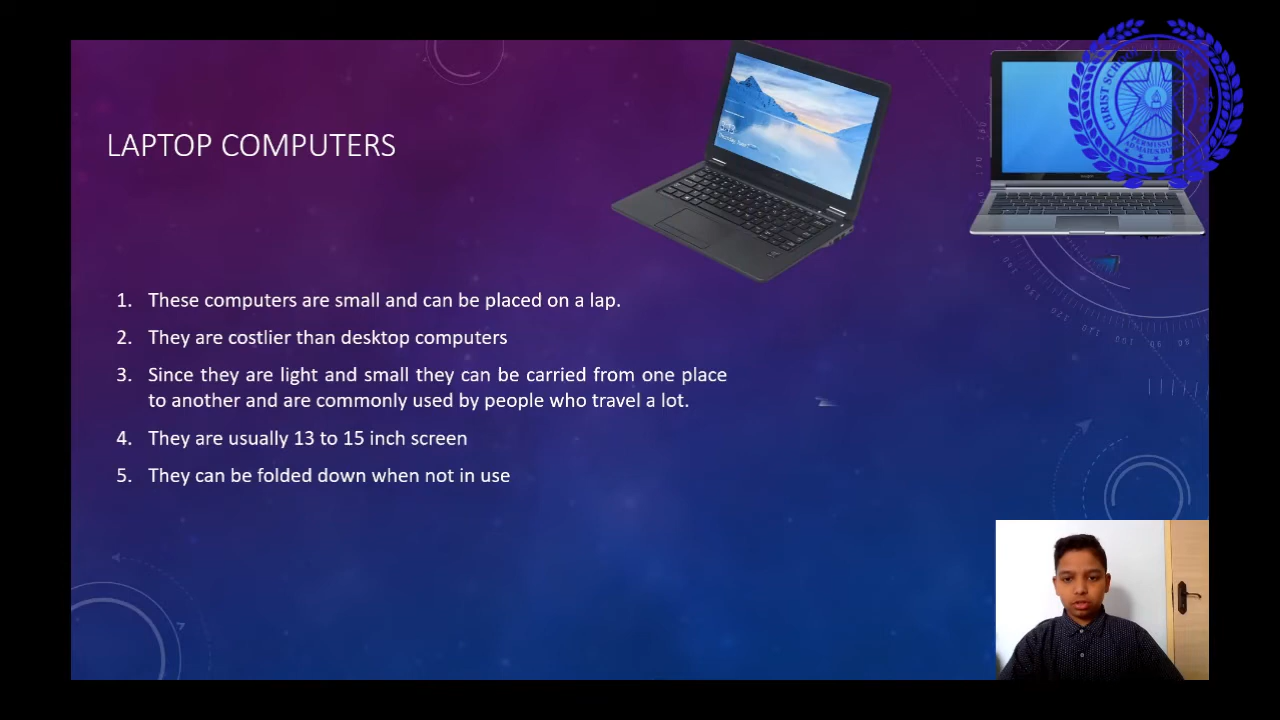 LAPTOP COMPUTERS
CHRIST SCHOOL
1. These computers are small and can be placed on a lap.
2. They are costlier than desktop computers
3. Since they are light and small they can be carried from one place
to another and are commonly used by people who travel a lot.
4. They are usually 13 to 15 inch screen
5. They can be folded down when not in use